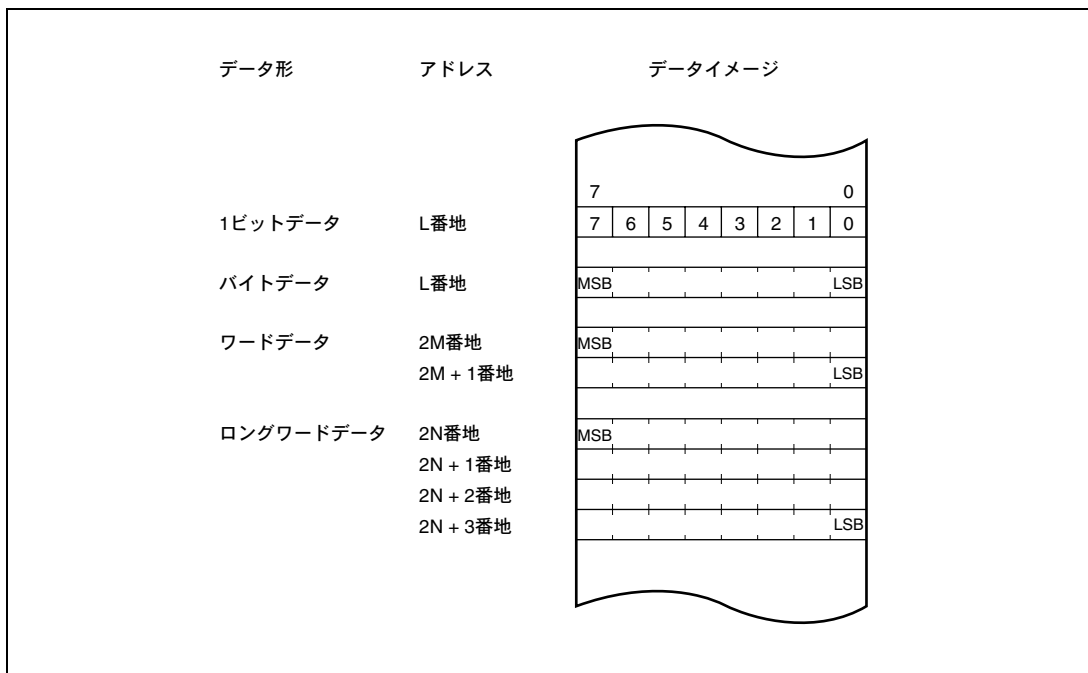 データ形 アドレス データイメージ
7 0
1ビットデータ L番地 7 6 5 4 3 2 1 0
バイトデータ L番地 MSB LSB
ワードデータ 2M番地 MSB
2M + 1番地 LSB
ロングワードデータ 2N番地 MSB
2N + 1番地
2N + 2番地
2N + 3番地 LSB